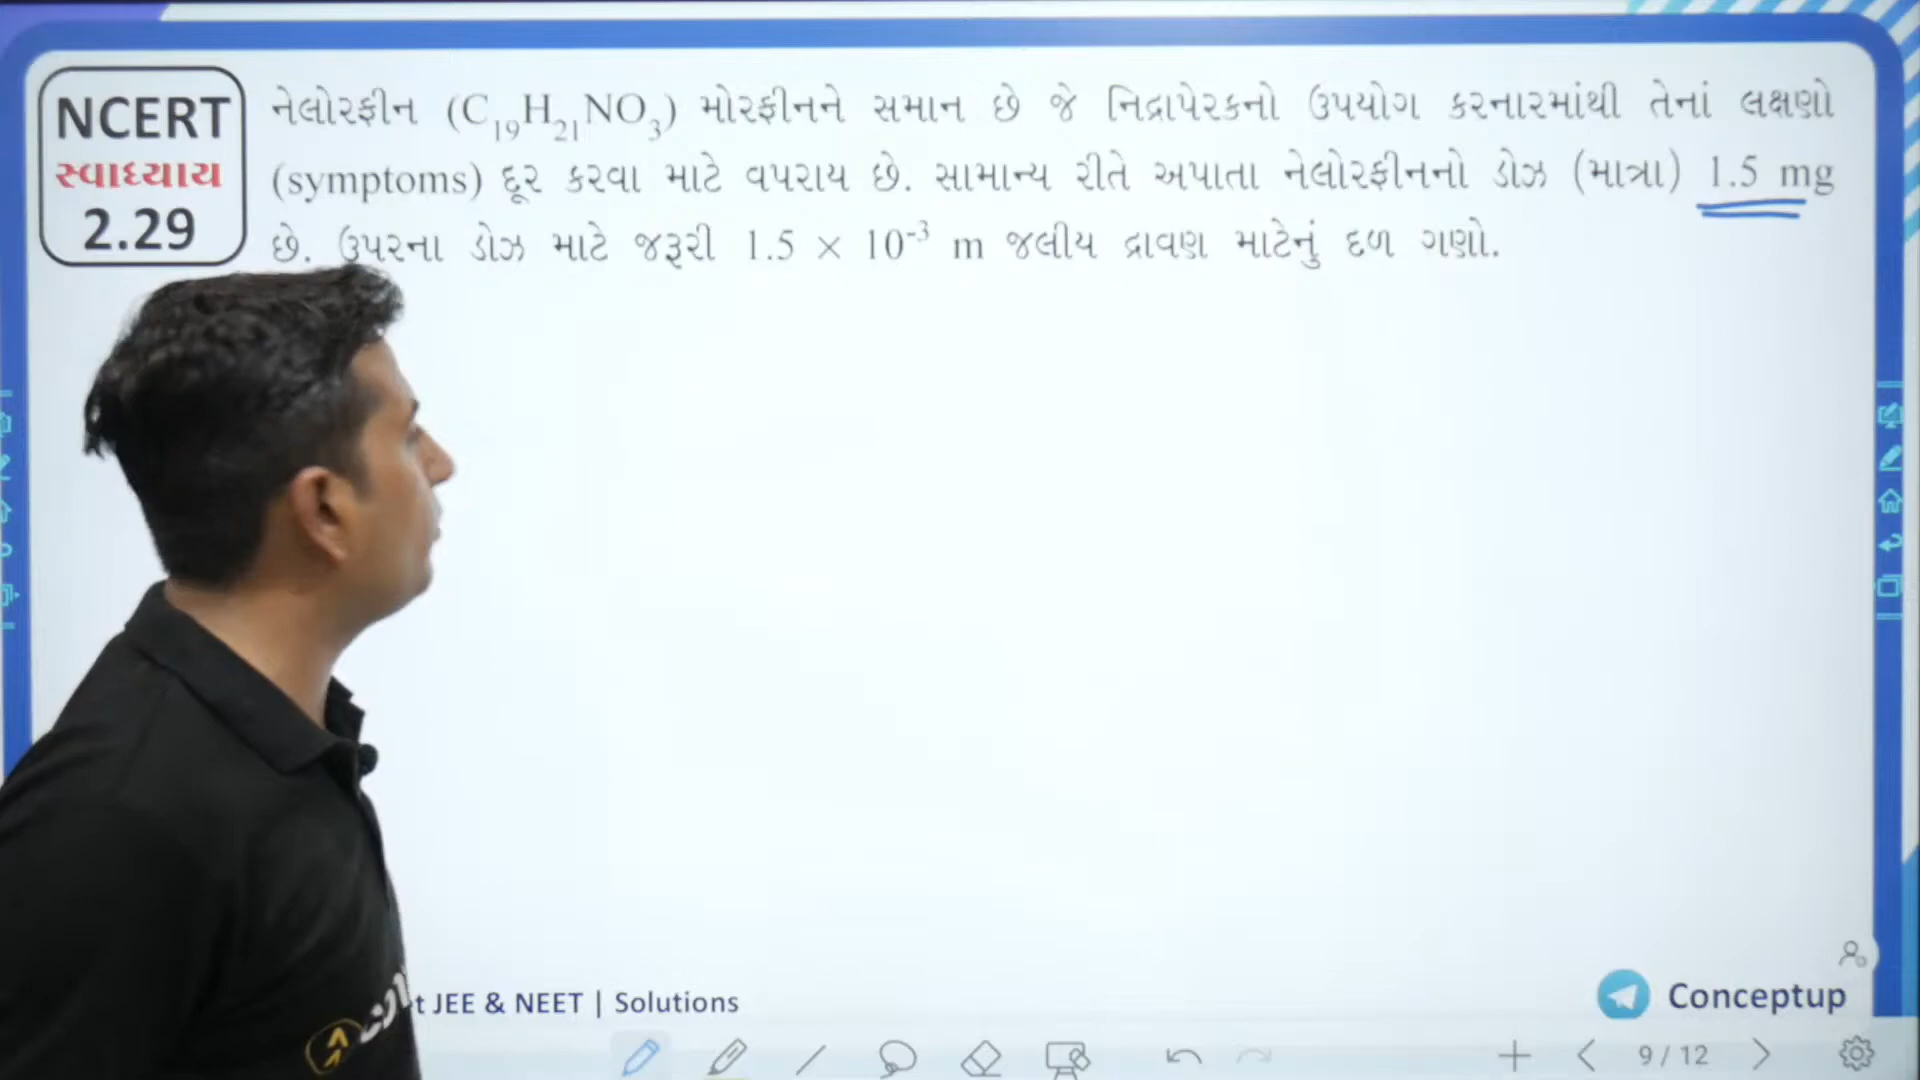 NCERT
સ્વાધ્યાય
2.29
નેલોરફીન (C₁₉H₂₁NO₃) મોરફીનને સમાન છે જે નિદ્રાપેરકનો ઉપયોગ કરનારમાંથી તેનાં લક્ષણો
(symptoms) દૂર કરવા માટે વપરાય છે. સામાન્ય રીતે અપાતા નેલોરફીનનો ડોઝ (માત્રા) 1.5 mg
છે. ઉપરના ડોઝ માટે જરૂરી 1.5 × 10⁻³ m જલીય દ્રાવણ માટેનું દળ ગણો.
t JEE & NEET | Solutions
Conceptup
9 / 12